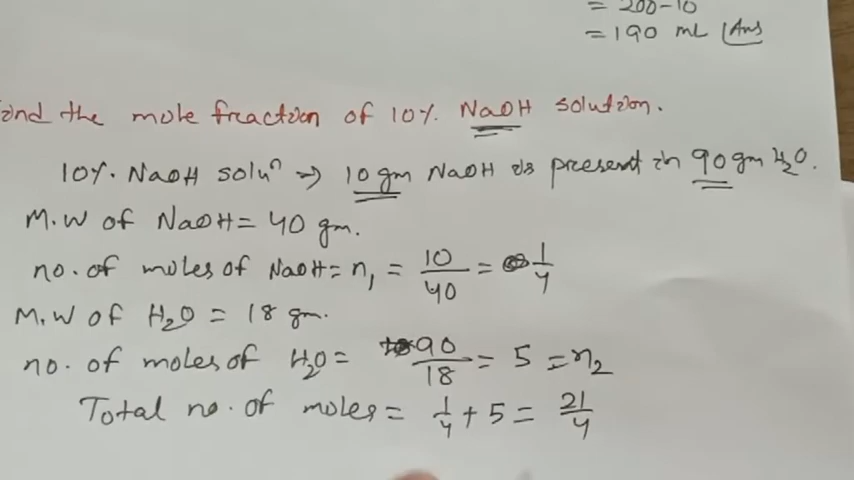 = 200-10
= 190 mL (Ans
ind the mole fraction of 10%. NaOH solution.
10%. NaOH soluⁿ => 10 gm NaOH is present in 90 gm H₂O.
M.W of NaOH = 40 gm.
no. of moles of NaOH = n₁ = 10/40 = 1/4
M.W of H₂O = 18 gm.
no. of moles of H₂O = 90/18 = 5 = n₂
Total no. of moles = 1/4 + 5 = 21/4